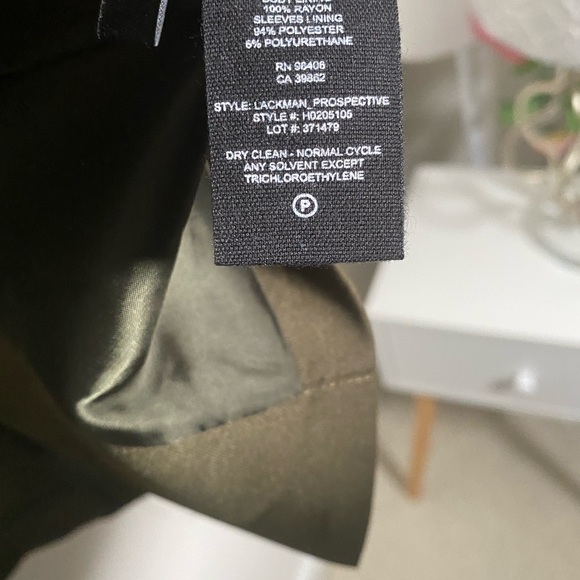 BODY LINING
100% RAYON
SLEEVES LINING
94% POLYESTER
6% POLYURETHANE
RN 98406
CA 39862
STYLE: LACKMAN_PROSPECTIVE
STYLE #: H0205105
LOT #: 371479
DRY CLEAN - NORMAL CYCLE
ANY SOLVENT EXCEPT
TRICHLOROETHYLENE
P